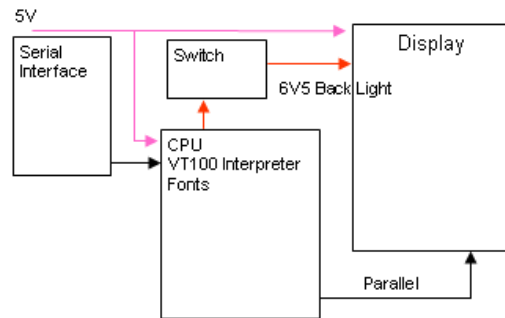 5V
Serial
Interface
Switch
Display
6V5 Back Light
CPU
VT100 Interpreter
Fonts
Parallel